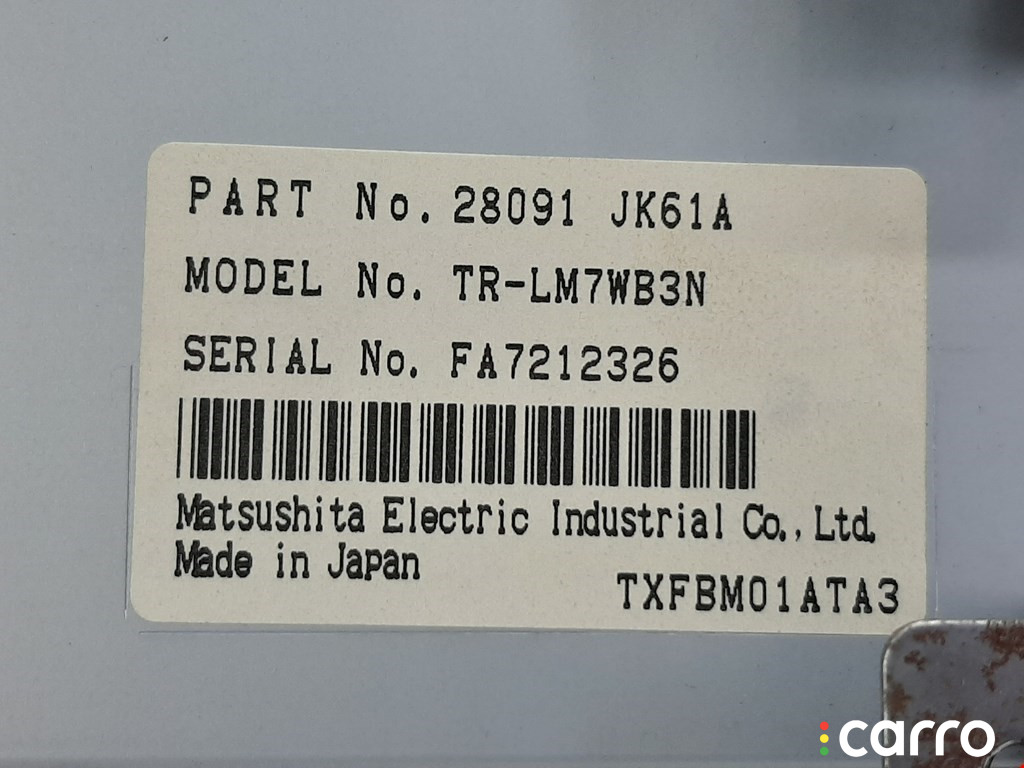 PART No. 28091 JK61A
MODEL No. TR-LM7WB3N
SERIAL No. FA7212326
Matsushita Electric Industrial Co., Ltd.
Made in Japan
TXFBM01ATA3
carro